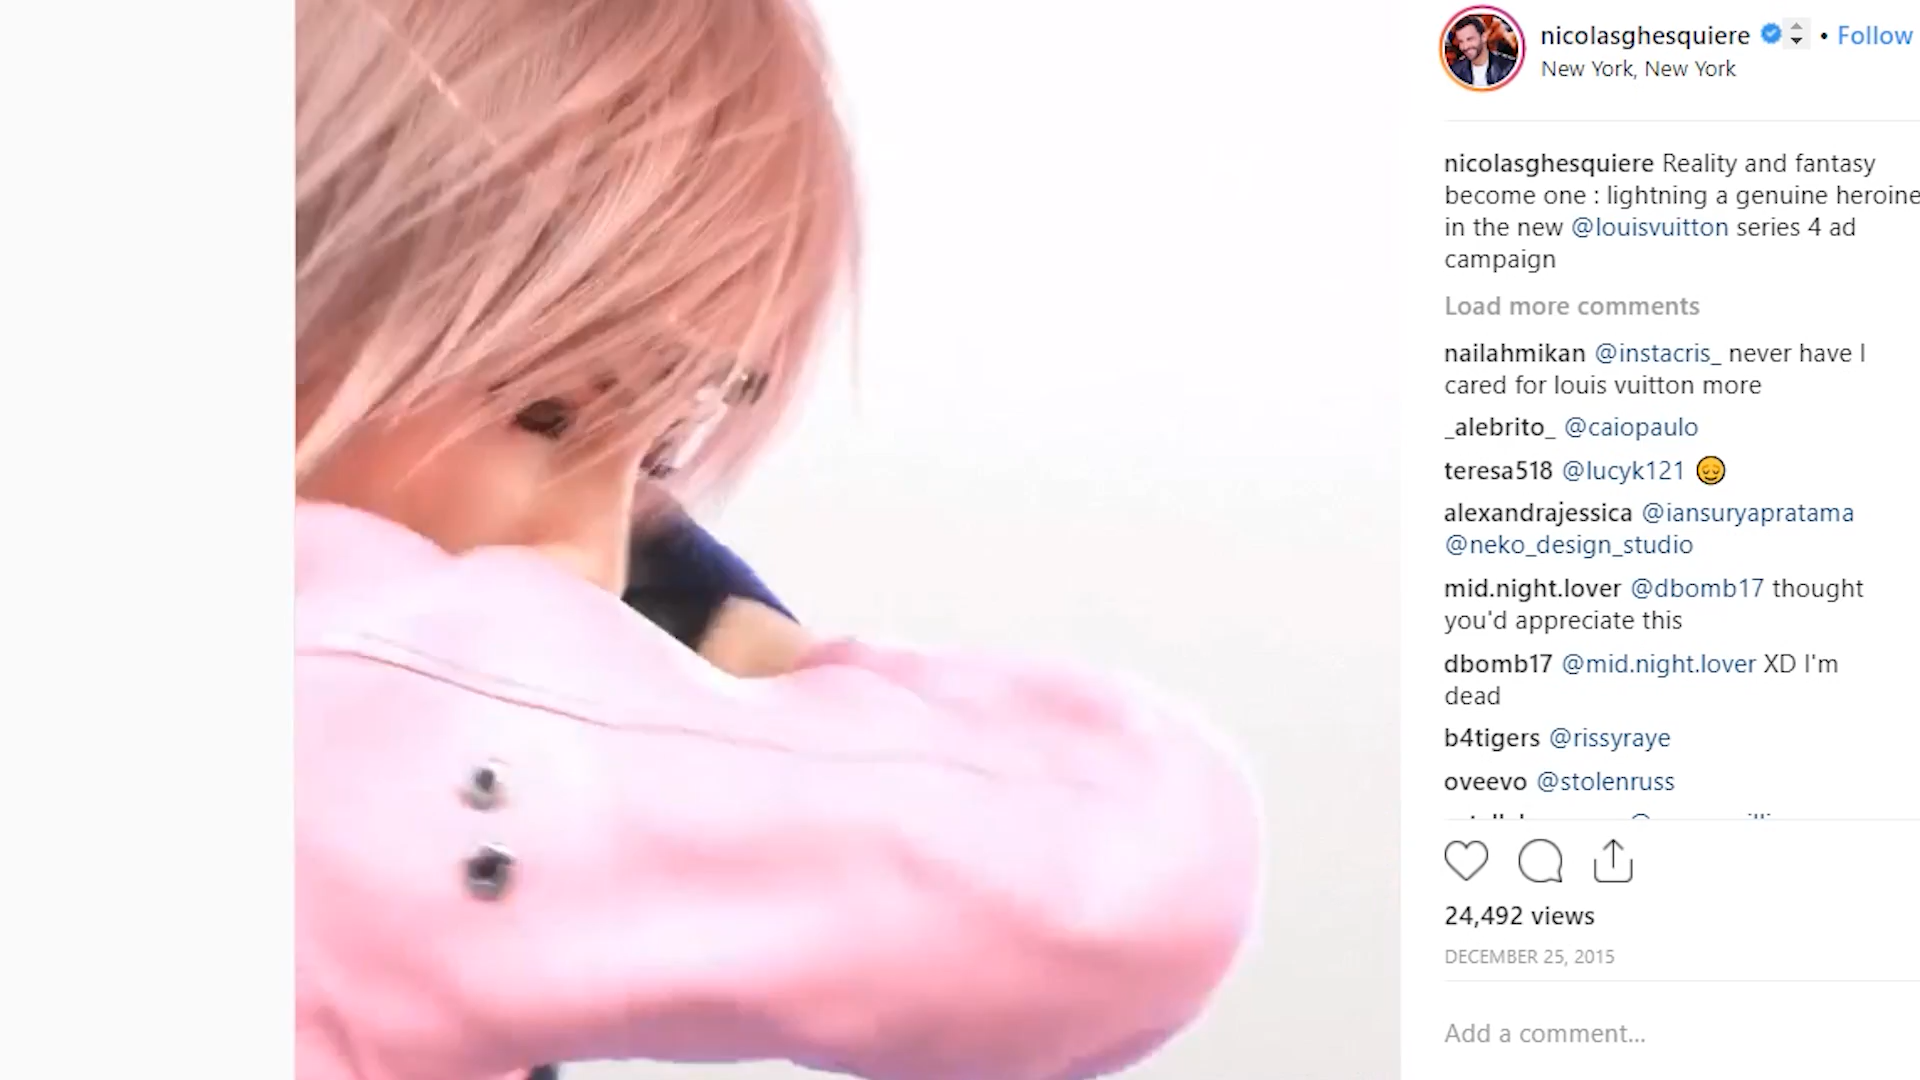 nicolasghesquiere • Follow
New York, New York
nicolasghesquiere Reality and fantasy
become one : lightning a genuine heroine
in the new @louisvuitton series 4 ad
campaign
Load more comments
nailahmikan @instacris_ never have I
cared for louis vuitton more
_alebrito_ @caiopaulo
teresa518 @lucyk121
alexandrajessica @iansuryapratama
@neko_design_studio
mid.night.lover @dbomb17 thought
you'd appreciate this
dbomb17 @mid.night.lover XD I'm
dead
b4tigers @rissyraye
oveevo @stolenruss
24,492 views
DECEMBER 25, 2015
Add a comment...